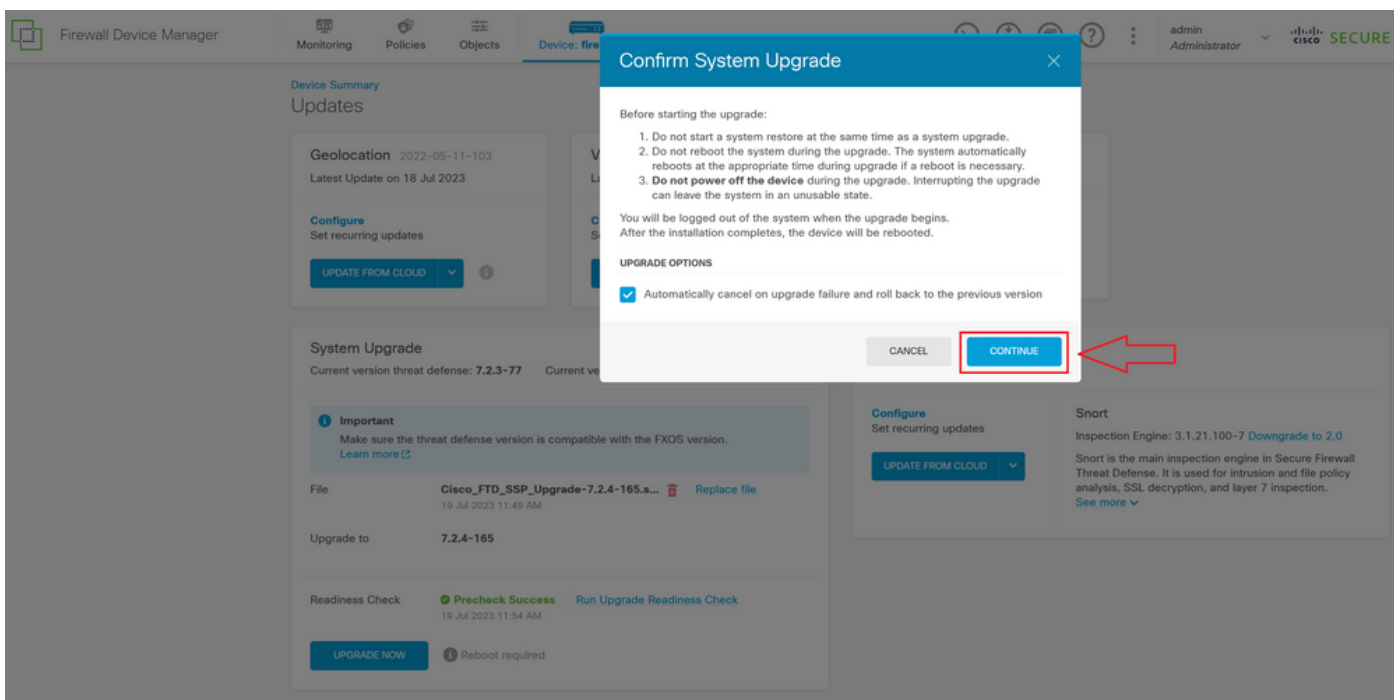 Firewall Device Manager
Monitoring
Policies
Objects
Device: fire
admin
Administrator
cisco SECURE
Confirm System Upgrade
Before starting the upgrade:
1. Do not start a system restore at the same time as a system upgrade.
2. Do not reboot the system during the upgrade. The system automatically
reboots at the appropriate time during upgrade if a reboot is necessary.
3. Do not power off the device during the upgrade. Interrupting the upgrade
can leave the system in an unusable state.
You will be logged out of the system when the upgrade begins.
After the installation completes, the device will be rebooted.
UPGRADE OPTIONS
Automatically cancel on upgrade failure and roll back to the previous version
CANCEL
CONTINUE
Device Summary
Updates
Geolocation 2022-05-11-103
Latest Update on 18 Jul 2023
Configure
Set recurring updates
UPDATE FROM CLOUD
System Upgrade
Current version threat defense: 7.2.3-77 Current ve
Important
Make sure the threat defense version is compatible with the FXOS version.
Learn more
File
Cisco_FTD_SSP_Upgrade-7.2.4-165.s... Replace file
19 Jul 2023 11:49 AM
Upgrade to
7.2.4-165
Readiness Check
Precheck Success Run Upgrade Readiness Check
19 Jul 2023 11:54 AM
UPGRADE NOW
Reboot required
Configure
Set recurring updates
UPDATE FROM CLOUD
Snort
Inspection Engine: 3.1.21.100-7 Downgrade to 2.0
Snort is the main inspection engine in Secure Firewall
Threat Defense. It is used for intrusion and file policy
analysis, SSL decryption, and layer 7 inspection.
See more